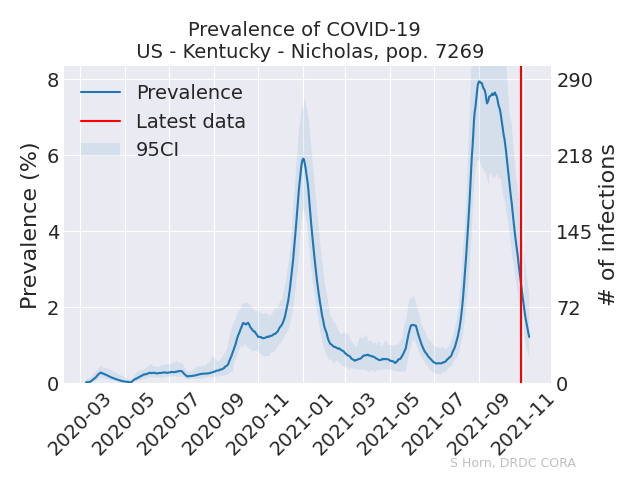 Prevalence of COVID-19
US - Kentucky - Nicholas, pop. 7269
Prevalence
Latest data
95CI
Prevalence (%)
8
6
4
2
0
# of infections
290
218
145
72
0
2020-03
2020-05
2020-07
2020-09
2020-11
2021-01
2021-03
2021-05
2021-07
2021-09
2021-11
S Horn, DRDC CORA